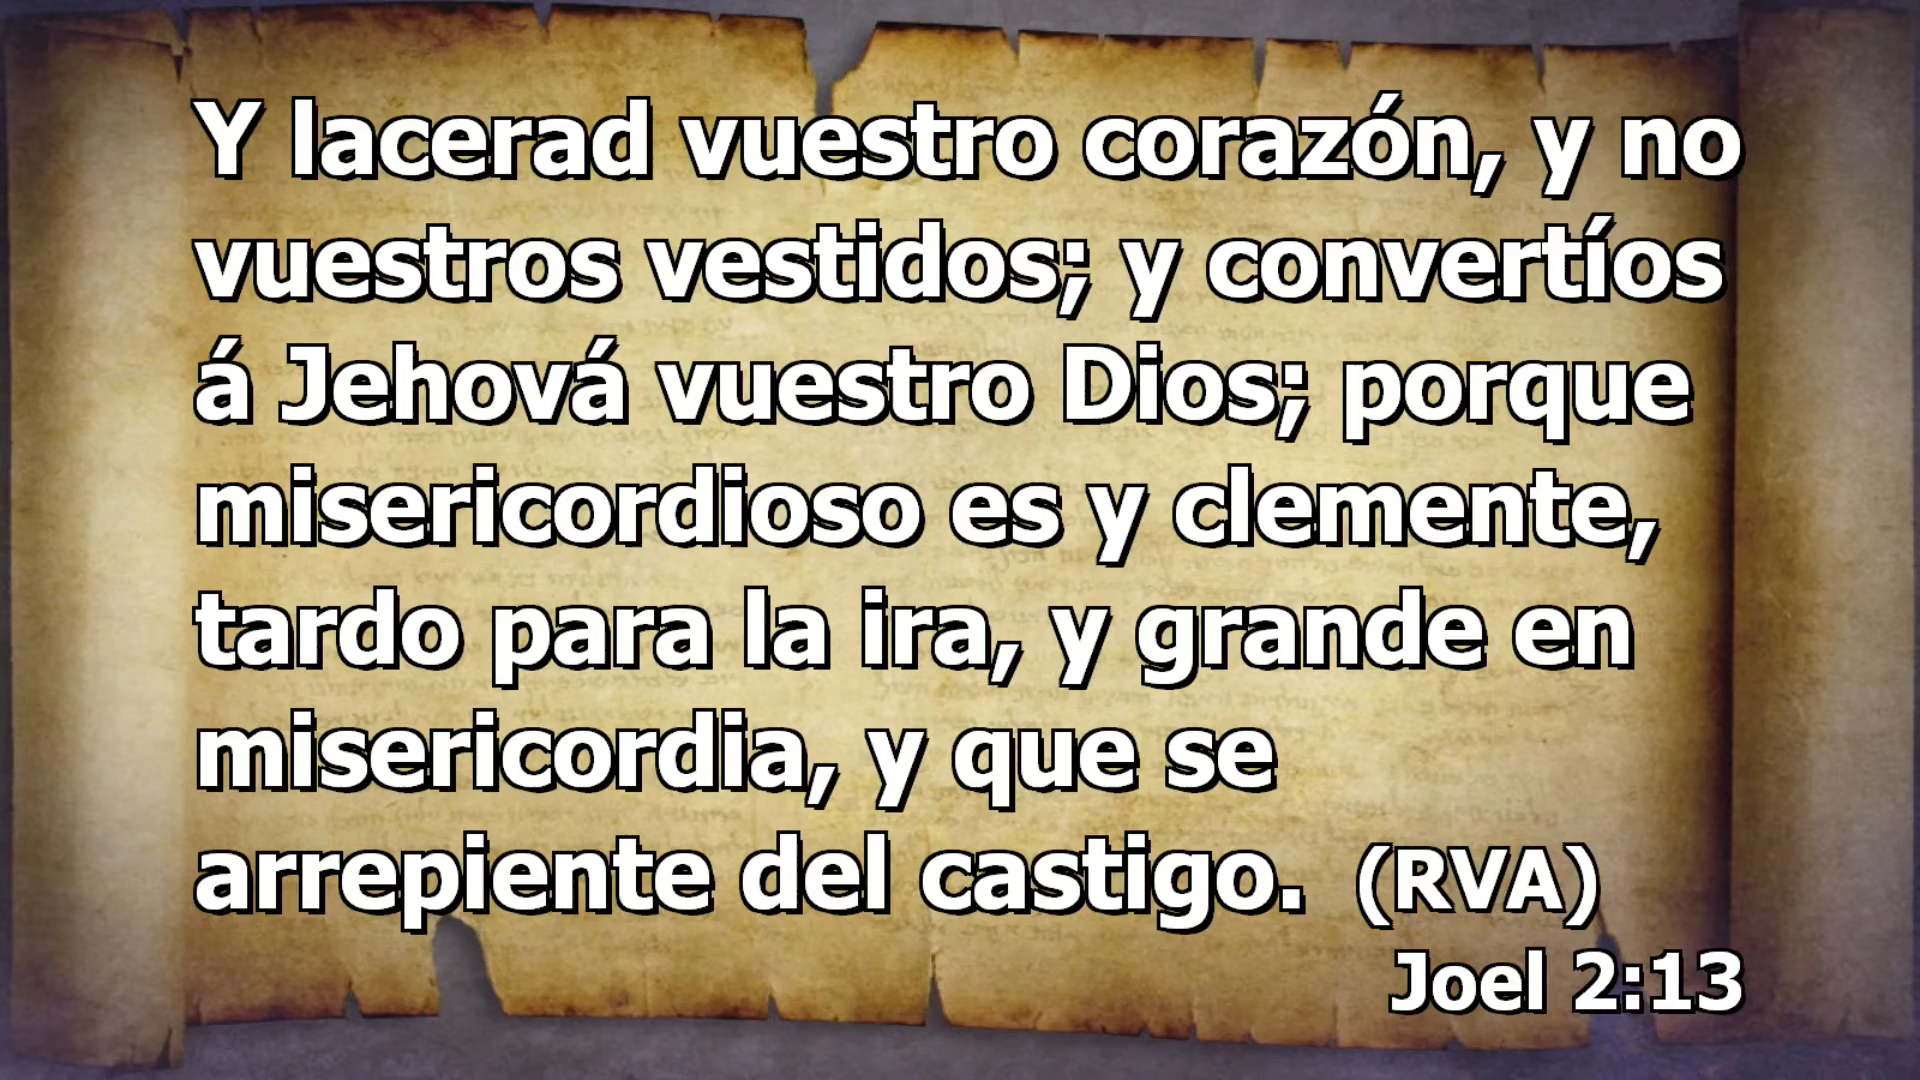 Y lacerad vuestro corazón, y no
vuestros vestidos; y convertíos
á Jehová vuestro Dios; porque
misericordioso es y clemente,
tardo para la ira, y grande en
misericordia, y que se
arrepiente del castigo. (RVA)
Joel 2:13